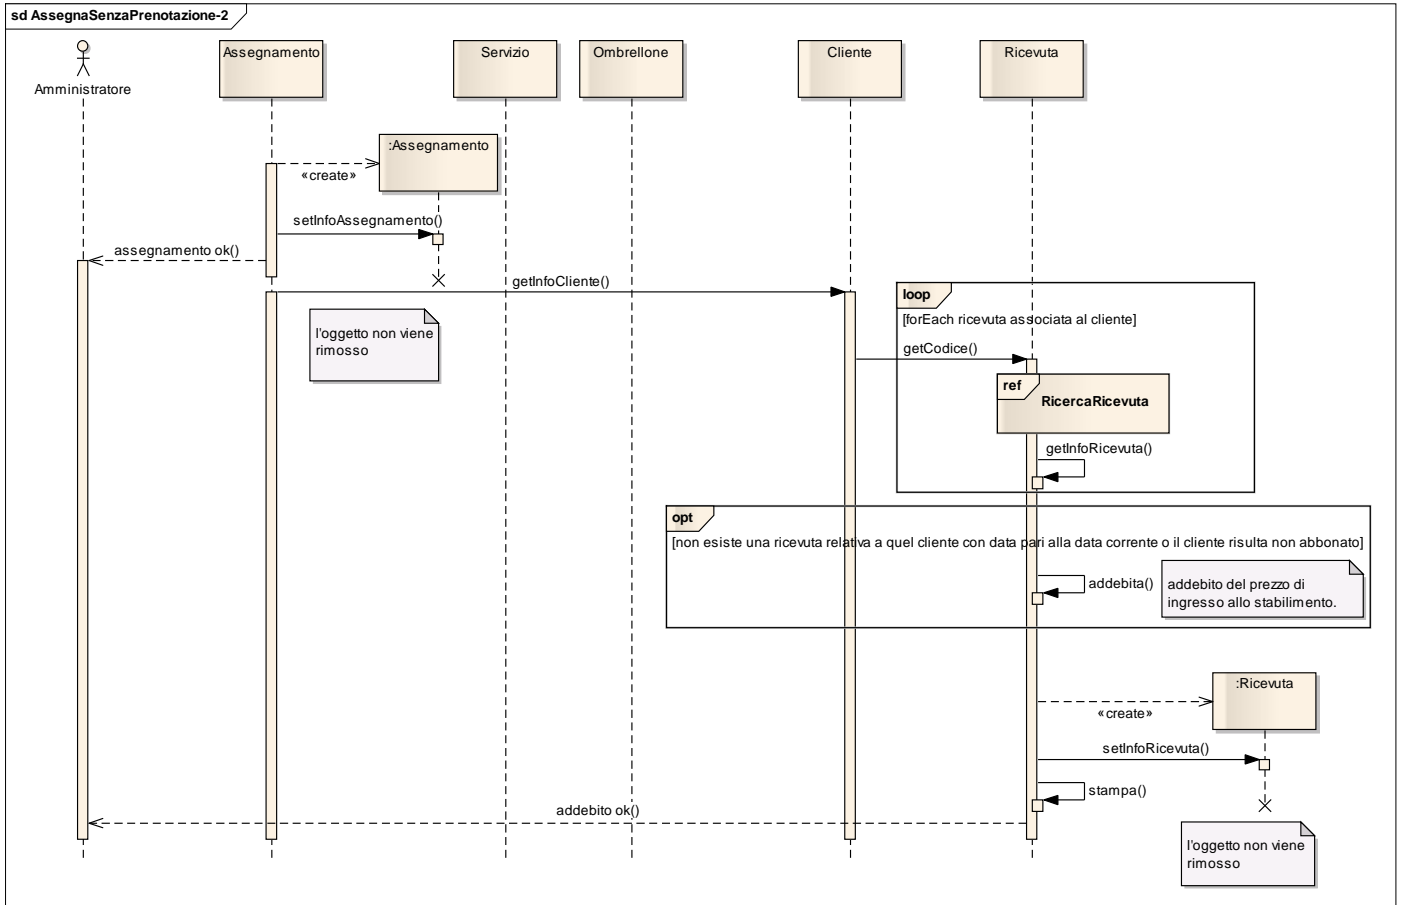 sd AssegnaSenzaPrenotazione-2
Amministratore
Assegnamento
Servizio
Ombrellone
Cliente
Ricevuta
:Assegnamento
«create»
setInfoAssegnamento()
assegnamento ok()
getInfoCliente()
l'oggetto non viene
rimosso
loop
[forEach ricevuta associata al cliente]
getCodice()
ref
RicercaRicevuta
getInfoRicevuta()
opt
[non esiste una ricevuta relativa a quel cliente con data pari alla data corrente o il cliente risulta non abbonato]
addebita()
addebito del prezzo di
ingresso allo stabilimento.
:Ricevuta
«create»
setInfoRicevuta()
stampa()
addebito ok()
l'oggetto non viene
rimosso